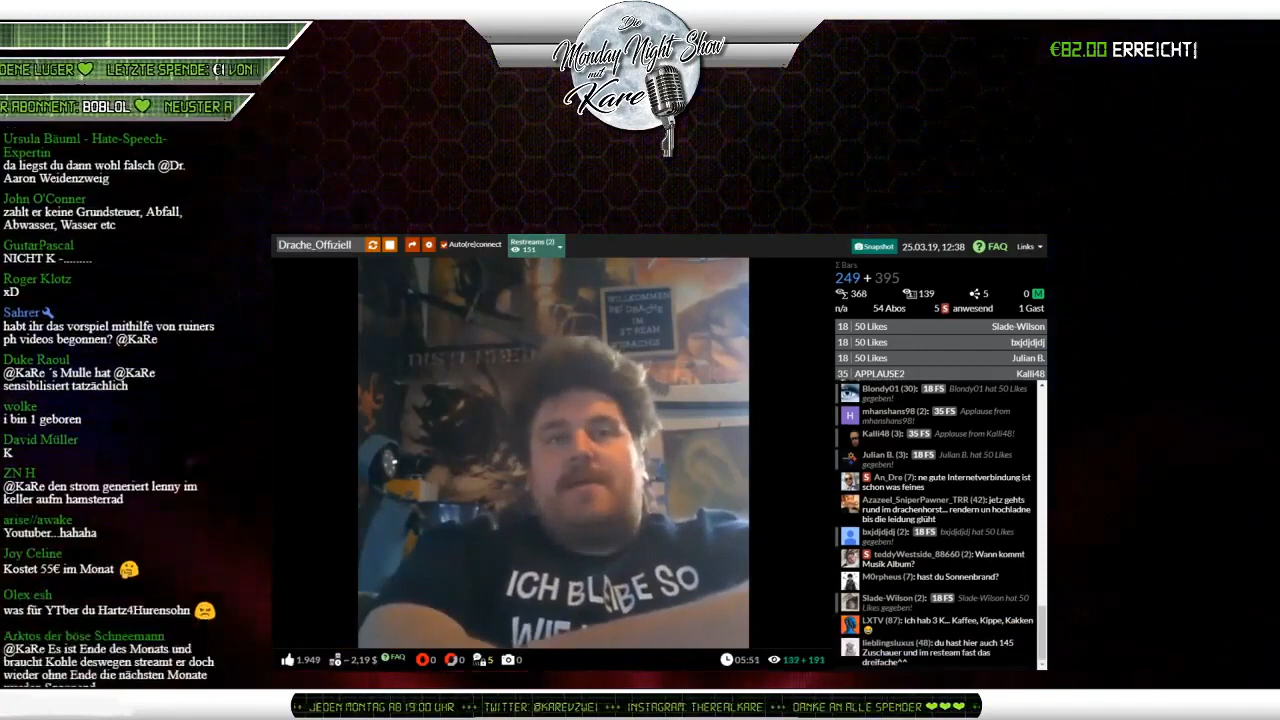 Die
Monday Night Show
mit
Kare
€82.00 ERREICHT!
DENE LUGER LETZTE SPENDE: €1 VON
R ABONNENT: BOBLOL NEUSTER A
Ursula Bäuml - Hate-Speech-
Expertin
da liegst du dann wohl falsch @Dr.
Aaron Weidenzweig
John O'Conner
zahlt er keine Grundsteuer, Abfall,
Abwasser, Wasser etc
GuitarPascal
NICHT K -.........
Roger Klotz
xD
Sahrer
habt ihr das vorspiel mithilfe von ruiners
ph videos begonnen? @KaRe
Duke Raoul
@KaRe ´s Mulle hat @KaRe
sensibilisiert tatzächlich
wolke
i bin 1 geboren
David Müller
K
ZN H
@KaRe den strom generiert lenny im
keller aufm hamsterrad
arise//awake
Youtuber...hahaha
Joy Celine
Kostet 55€ im Monat
Olex esh
was für YTber du Hartz4Hurensohn
Arktos der böse Schneemann
@KaRe Es ist Ende des Monats und
braucht Kohle deswegen streamt er doch
wieder ohne Ende die nächsten Monate
Drache_Offiziell
Auto(re)connect
Restreams (2)
151
Snapshot
25.03.19, 12:38
FAQ
Links
WILLKOMMEN
BEI DRACHE
IM
STREAM
ICH BLEIBE SO
WIE
Σ Bars
249 + 395
368
139
5
0 M
n/a
54 Abos
5 S anwesend
1 Gast
18 50 Likes Slade-Wilson
18 50 Likes bxjdjdjdj
18 50 Likes Julian B.
35 APPLAUSE2 Kalli48
Blondy01 (30): 18 FS Blondy01 hat 50 Likes
gegeben!
H mhanshans98 (2): 35 FS Applause from
mhanshans98!
Kalli48 (3): 35 FS Applause from Kalli48!
Julian B. (3): 18 FS Julian B. hat 50 Likes
gegeben!
S An_Dre (7): ne gute Internetverbindung ist
schon was feines
Azazeel_SniperPawner_TRR (42): jetz gehts
rund im drachenhorst... rendern un hochladne
bis die leidung glüht
bxjdjdjdj (2): 18 FS bxjdjdjdj hat 50 Likes
gegeben!
S teddyWestside_88660 (2): Wann kommt
Musik Album?
M0rpheus (7): hast du Sonnenbrand?
Slade-Wilson (2): 18 FS Slade-Wilson hat 50
Likes gegeben!
LXTV (87): Ich hab 3 K... Kaffee, Kippe, Kakken
lieblingsluxus (48): du hast hier auch 145
Zuschauer und im resteam fast das
dreifache^^
1.949
~ 2,19 $
FAQ
0
0
5
0
05:51
132 + 191
JEDEN MONTAG AB 19:00 UHR +++ TWITTER: @KAREVZWEI +++ INSTAGRAM: THEREALKARE +++ DANKE AN ALLE SPENDER